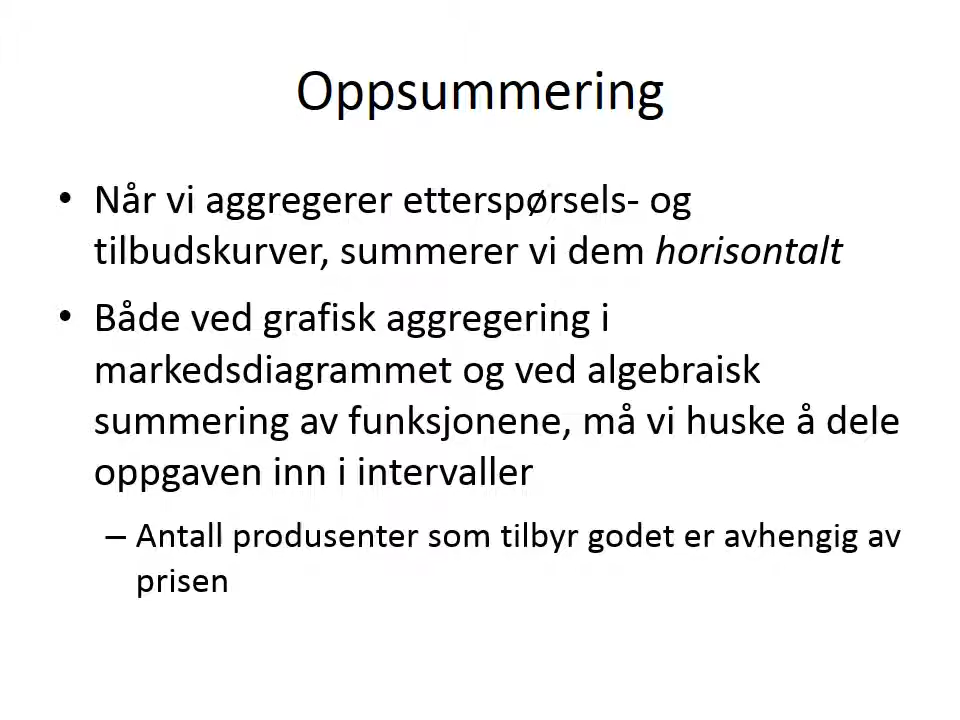 Oppsummering
• Når vi aggregerer etterspørsels- og
tilbudskurver, summerer vi dem horisontalt
• Både ved grafisk aggregering i
markedsdiagrammet og ved algebraisk
summering av funksjonene, må vi huske å dele
oppgaven inn i intervaller
– Antall produsenter som tilbyr godet er avhengig av
prisen